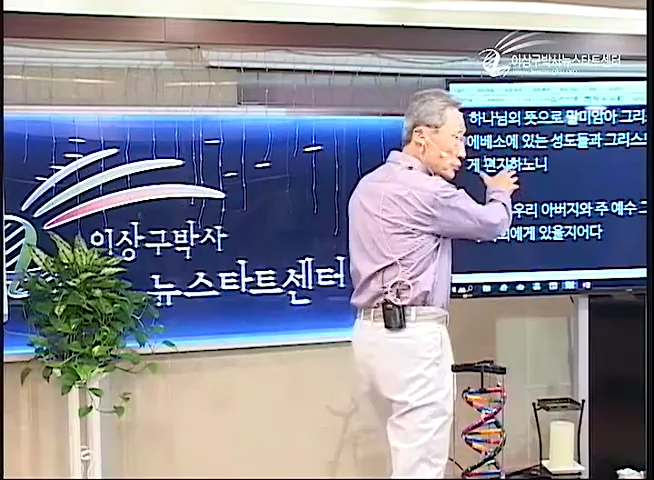 이상구박사뉴스타트센터
하나님의 뜻으로 말미암아 그리
에베소에 있는 성도들과 그리스
게 편지하노니
우리 아버지와 주 예수 그
에게 있을지어다
이상구박사
뉴스타트센터